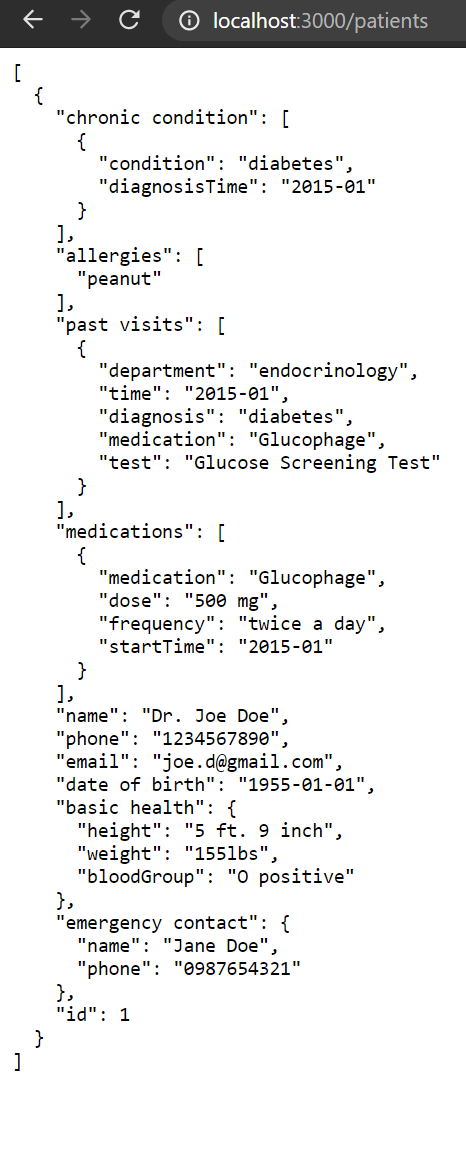 localhost:3000/patients
[
  {
    "chronic condition": [
      {
        "condition": "diabetes",
        "diagnosisTime": "2015-01"
      }
    ],
    "allergies": [
      "peanut"
    ],
    "past visits": [
      {
        "department": "endocrinology",
        "time": "2015-01",
        "diagnosis": "diabetes",
        "medication": "Glucophage",
        "test": "Glucose Screening Test"
      }
    ],
    "medications": [
      {
        "medication": "Glucophage",
        "dose": "500 mg",
        "frequency": "twice a day",
        "startTime": "2015-01"
      }
    ],
    "name": "Dr. Joe Doe",
    "phone": "1234567890",
    "email": "joe.d@gmail.com",
    "date of birth": "1955-01-01",
    "basic health": {
      "height": "5 ft. 9 inch",
      "weight": "155lbs",
      "bloodGroup": "O positive"
    },
    "emergency contact": {
      "name": "Jane Doe",
      "phone": "0987654321"
    },
    "id": 1
  }
]